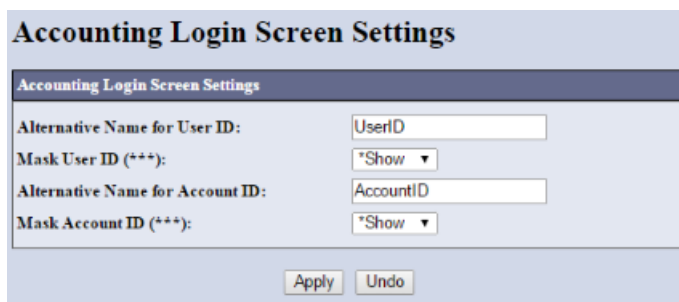 Accounting Login Screen Settings
Accounting Login Screen Settings
Alternative Name for User ID: UserID
Mask User ID (***): *Show
Alternative Name for Account ID: AccountID
Mask Account ID (***): *Show
Apply Undo